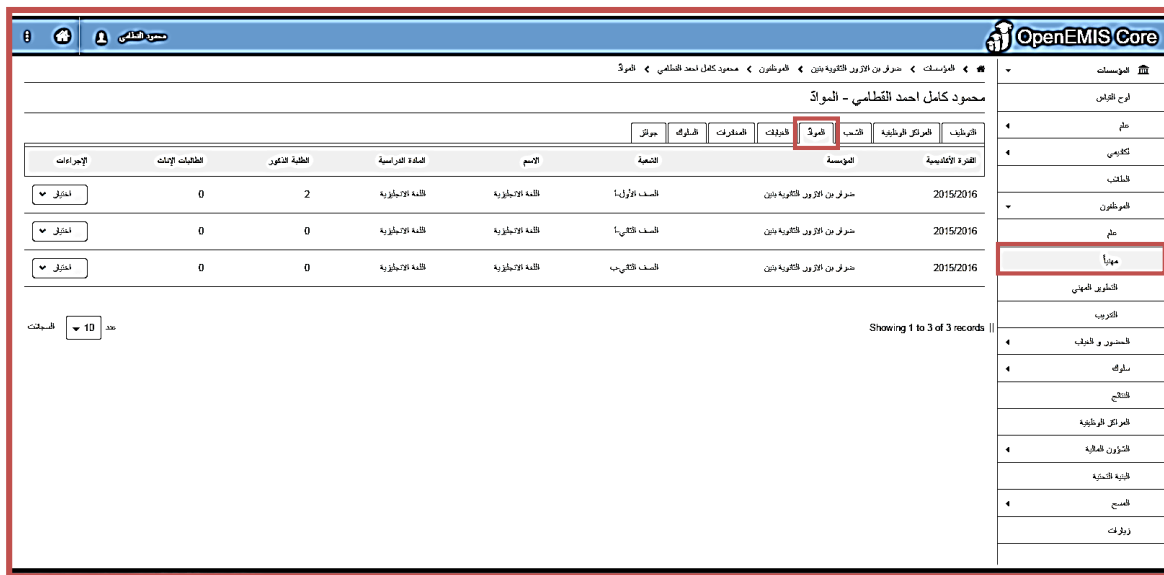 OpenEMIS Core
محمود القطامي
المؤسسات › ضرار بن الازور الثانوية بنين › الموظفون › محمود كامل احمد القطامي › الموادّ
محمود كامل احمد القطامي - الموادّ
التوظيف المراكز الوظيفية الشعب الموادّ الغيابات المغادرات السلوك جوائز
الفترة الأكاديمية المؤسسة الشعبة الاسم المادة الدراسية الطلبة الذكور الطالبات الإناث الإجراءات
2015/2016 ضرار بن الازور الثانوية بنين الصف الأول-أ اللغة الانجليزية اللغة الانجليزية 2 0 اختيار
2015/2016 ضرار بن الازور الثانوية بنين الصف الثاني-أ اللغة الانجليزية اللغة الانجليزية 0 0 اختيار
2015/2016 ضرار بن الازور الثانوية بنين الصف الثاني-ب اللغة الانجليزية اللغة الانجليزية 0 0 اختيار
Showing 1 to 3 of 3 records ||
عدد 10 السجلات
المؤسسات
لوح القياس
عام
اكاديمي
الطالب
الموظفون
عام
مهنياً
التطوير المهني
التدريب
الحضور و الغياب
سلوك
النتائج
المراكز الوظيفية
الشؤون المالية
البنية التحتية
المسح
زيارات